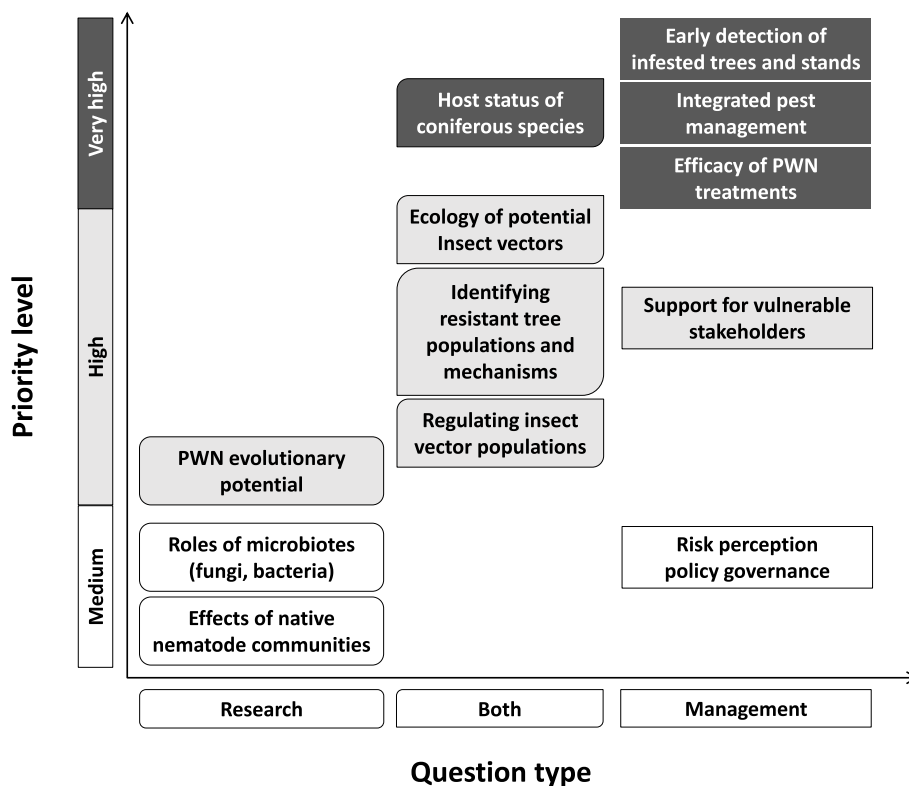 Priority level
Very high
High
Medium
Early detection of
infested trees and stands
Host status of
coniferous species
Integrated pest
management
Efficacy of PWN
treatments
Ecology of potential
Insect vectors
Identifying
resistant tree
populations and
mechanisms
Support for vulnerable
stakeholders
Regulating insect
vector populations
PWN evolutionary
potential
Roles of microbiotes
(fungi, bacteria)
Risk perception
policy governance
Effects of native
nematode communities
Research
Both
Management
Question type